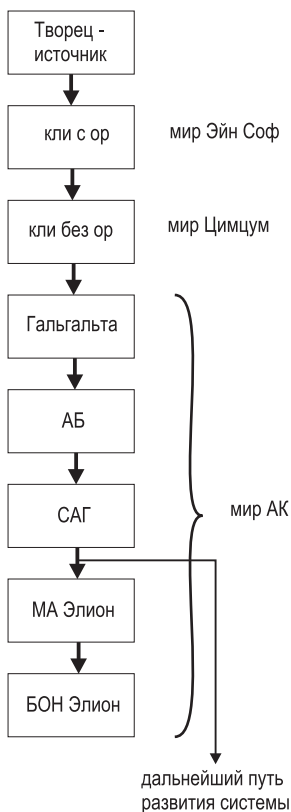 Творец -
источник
кли с ор
мир Эйн Соф
кли без ор
мир Цимцум
Гальгальта
АБ
САГ
мир АК
МА Элион
БОН Элион
дальнейший путь
развития системы